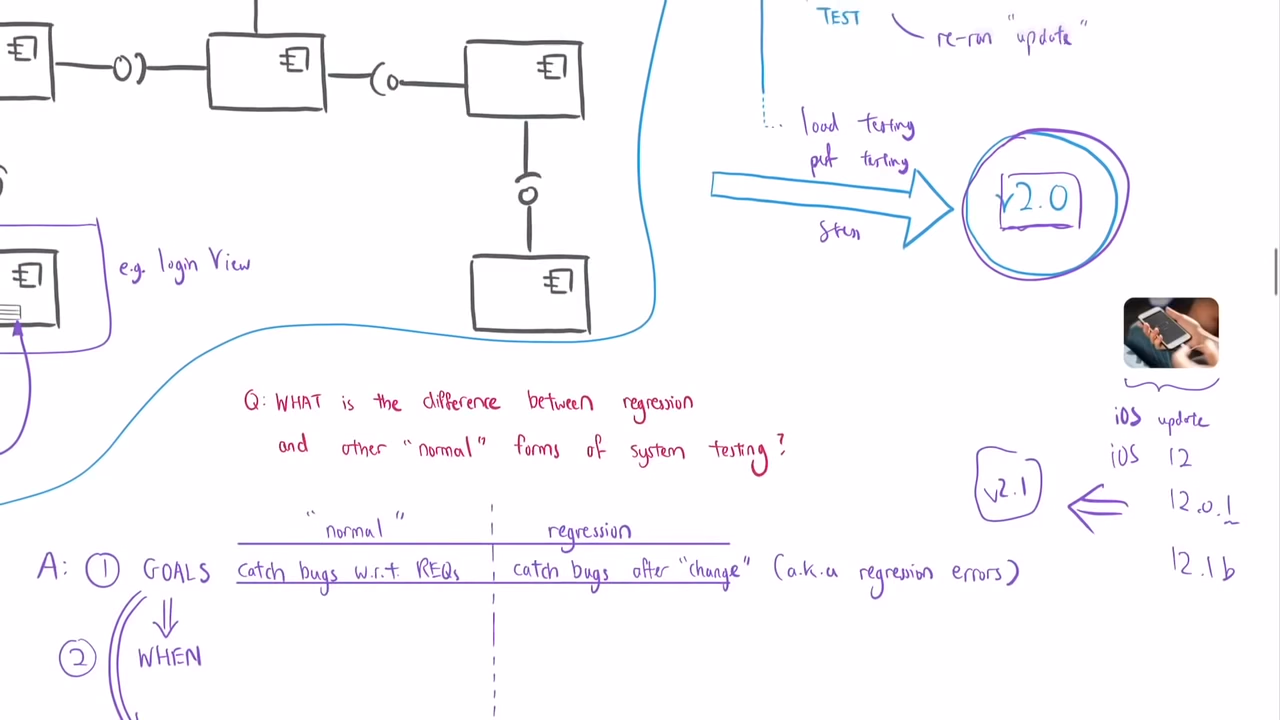 TEST
re-run "update"
load testing
perf testing
v2.0
e.g. login View
Q: WHAT is the difference between regression
and other "normal" forms of system testing?
iOS update
iOS 12
12.0.1
12.1b
v2.1
"normal" regression
A: 1 GOALS catch bugs w.r.t REQs catch bugs after "change" (a.k.a regression errors)
2 WHEN